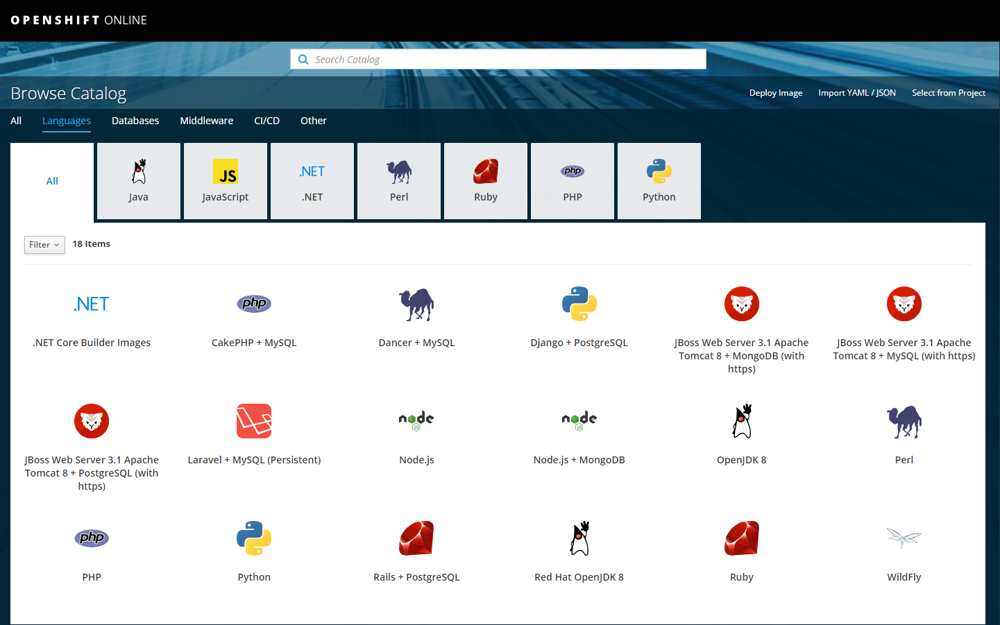 OPENSHIFT ONLINE
Search Catalog
Browse Catalog
Deploy Image
Import YAML / JSON
Select from Project
All
Languages
Databases
Middleware
CI/CD
Other
All
Java
JS
JavaScript
.NET
.NET
Perl
Ruby
php
PHP
Python
Filter
18 Items
.NET
.NET Core Builder Images
php
CakePHP + MySQL
Dancer + MySQL
Django + PostgreSQL
JBoss Web Server 3.1 Apache
Tomcat 8 + MongoDB (with
https)
JBoss Web Server 3.1 Apache
Tomcat 8 + MySQL (with https)
JBoss Web Server 3.1 Apache
Tomcat 8 + PostgreSQL (with
https)
Laravel + MySQL (Persistent)
node
JS
Node.js
node
JS
Node.js + MongoDB
OpenJDK 8
Perl
php
PHP
Python
Rails + PostgreSQL
Red Hat OpenJDK 8
Ruby
WildFly